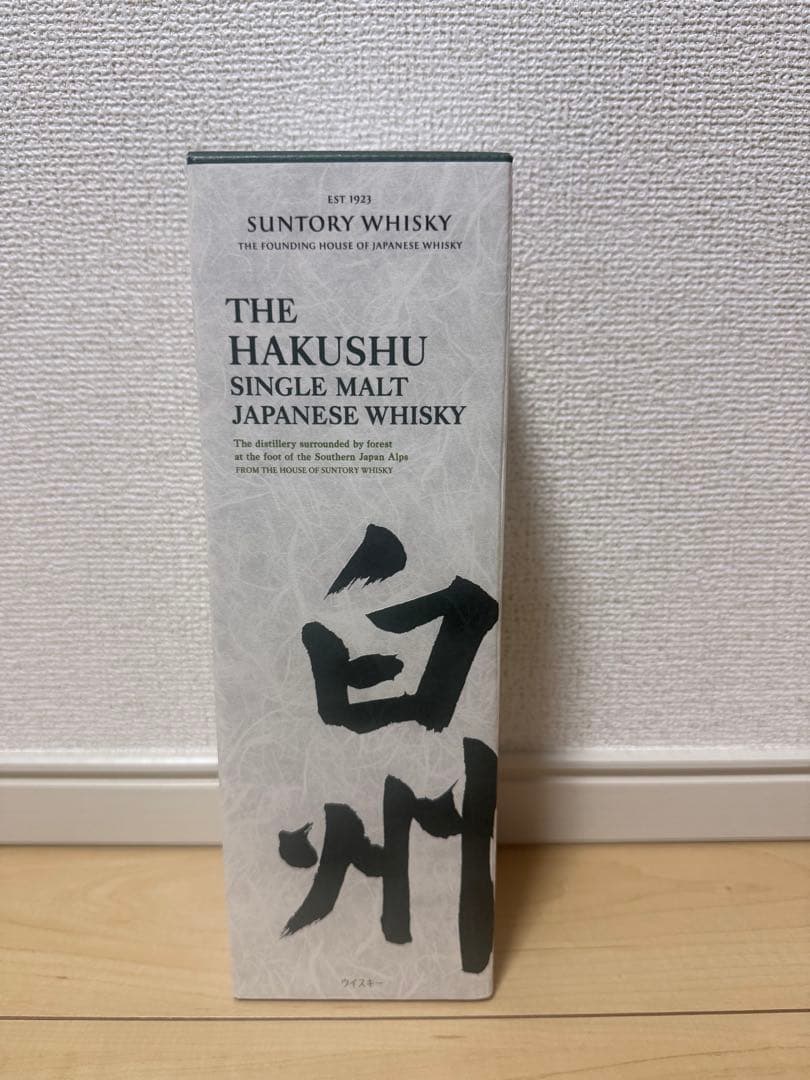 EST 1923
SUNTORY WHISKY
THE FOUNDING HOUSE OF JAPANESE WHISKY
THE
HAKUSHU
SINGLE MALT
JAPANESE WHISKY
The distillery surrounded by forest
at the foot of the Southern Japan Alps
FROM THE HOUSE OF SUNTORY WHISKY
白
州
ウイスキー